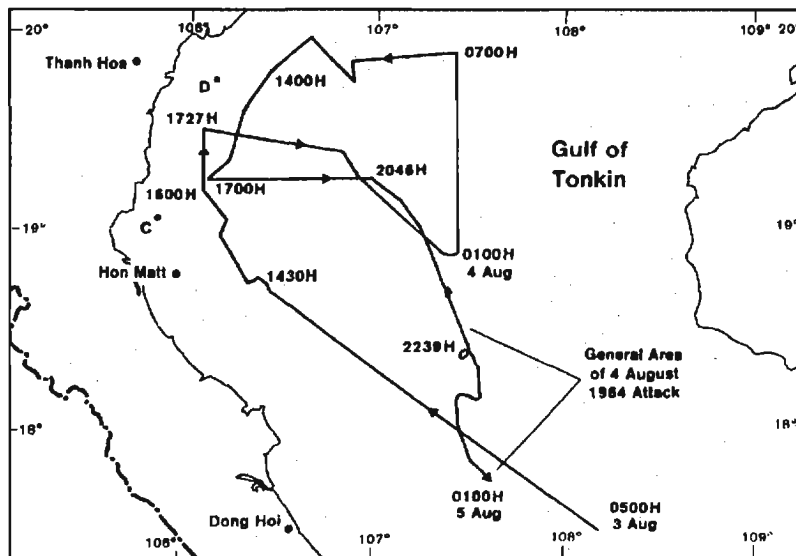 106°
107°
108°
109°
20°
20
Thanh Hoa
D
1400H
0700H
1727H
Gulf of
Tonkin
2046H
1700H
1600H
19°
19°
C
0100H
4 Aug
Hon Matt
1430H
2239H
General Area
of 4 August
1964 Attack
18°
18°
0100H
5 Aug
0500H
3 Aug
Dong Hoi
106°
107°
108°
109°